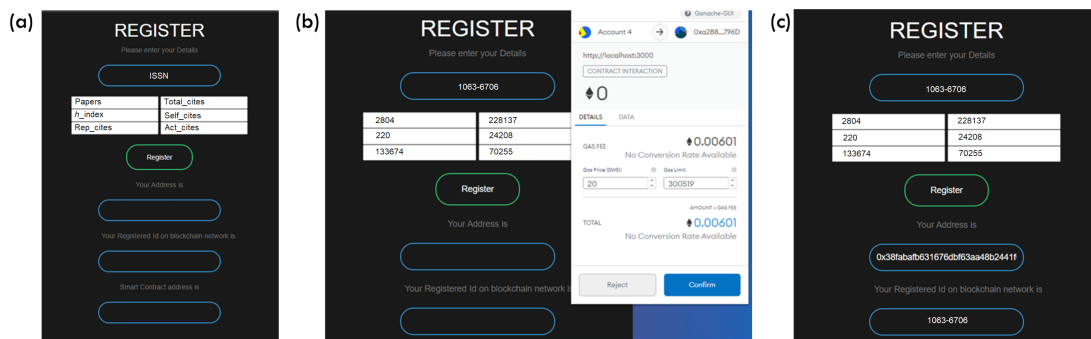 (a)
REGISTER
Please enter your Details
ISSN
Papers Total_cites
h_index Self_cites
Rep_cites Act_cites
Register
Your Address is
Your Registered Id on blockchain network is
Smart Contract address is
(b)
REGISTER
Please enter your Details
1063-6706
2804 228137
220 24208
133674 70255
Register
Your Address is
Your Registered Id on blockchain network is
Ganache-GUI
Account 4 0xa2B8...796D
http://localhost:3000
CONTRACT INTERACTION
0
DETAILS DATA
GAS FEE 0.00601
No Conversion Rate Available
Gas Price (GWEI) Gas Limit
20 300519
AMOUNT + GAS FEE
TOTAL 0.00601
No Conversion Rate Available
Reject Confirm
(c)
REGISTER
Please enter your Details
1063-6706
2804 228137
220 24208
133674 70255
Register
Your Address is
0x38fabafb631676dbf63aa48b2441f
Your Registered Id on blockchain network is
1063-6706